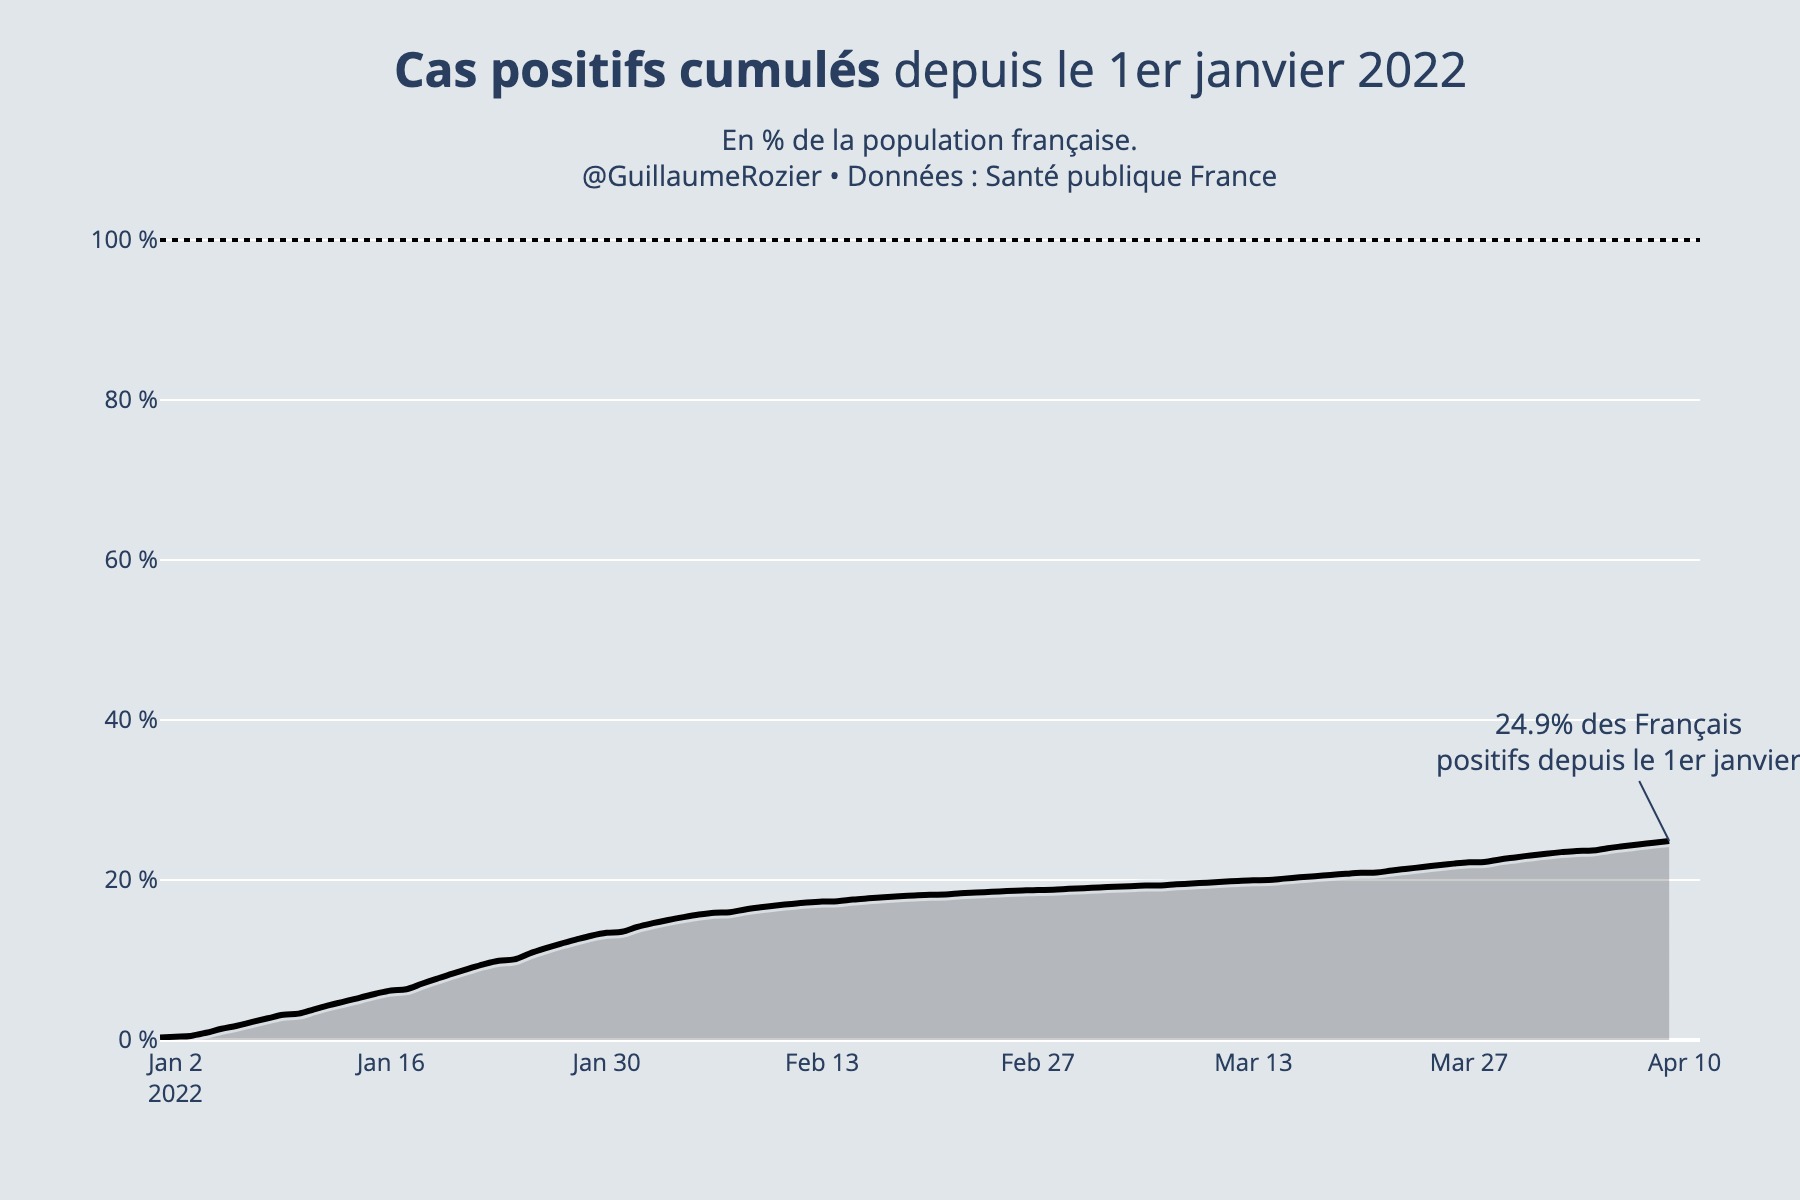 Cas positifs cumulés depuis le 1er janvier 2022
En % de la population française.
@GuillaumeRozier • Données : Santé publique France
100 %
80 %
60 %
40 %
24.9% des Français
positifs depuis le 1er janvier
20 %
0 %
Jan 2 Jan 16 Jan 30 Feb 13 Feb 27 Mar 13 Mar 27 Apr 10
2022